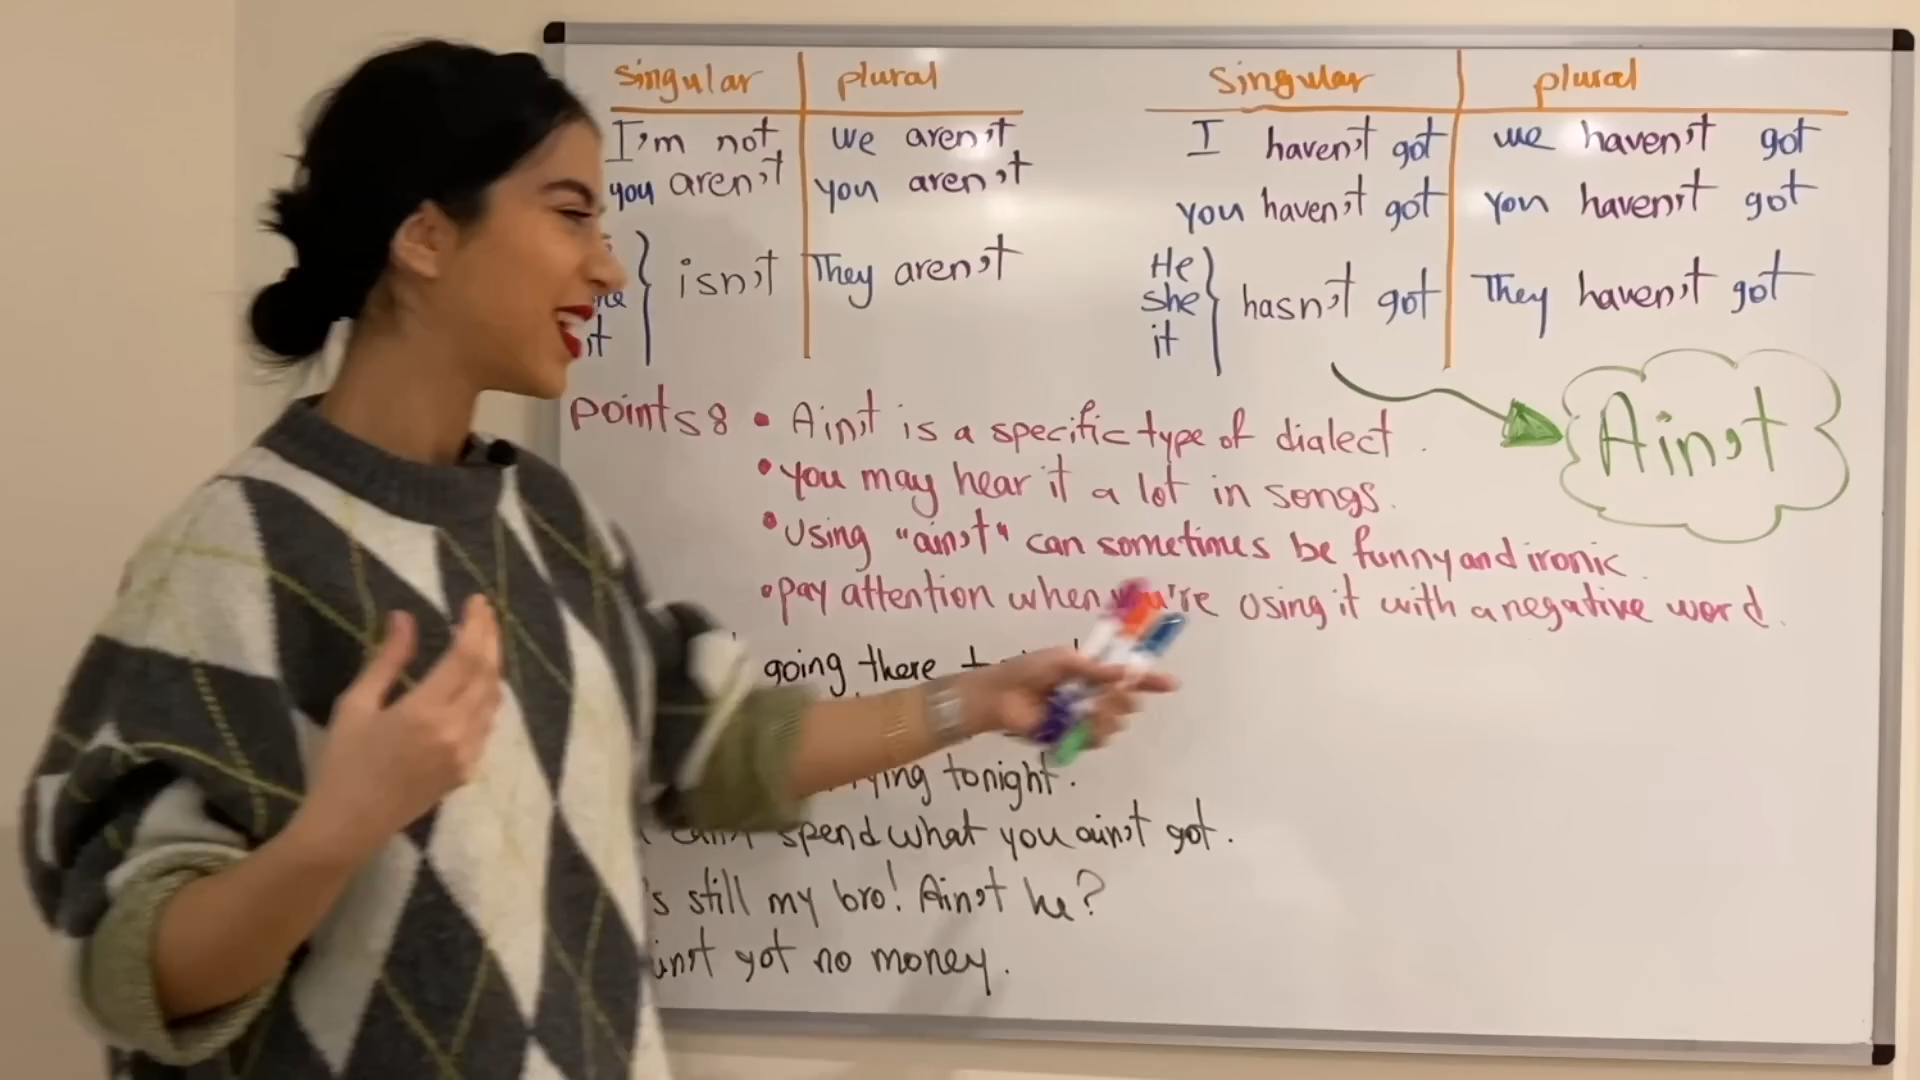 singular plural
I'm not we aren't
you aren't you aren't
isn't They aren't
it
singular plural
I haven't got we haven't got
you haven't got you haven't got
He
she hasn't got They haven't got
it
Ain't
points: • Ain't is a specific type of dialect.
• you may hear it a lot in songs.
• Using "ain't" can sometimes be funny and ironic.
• pay attention when you're using it with a negative word.
going there
tonight.
spend what you ain't got.
's still my bro! Ain't he?
got no money.